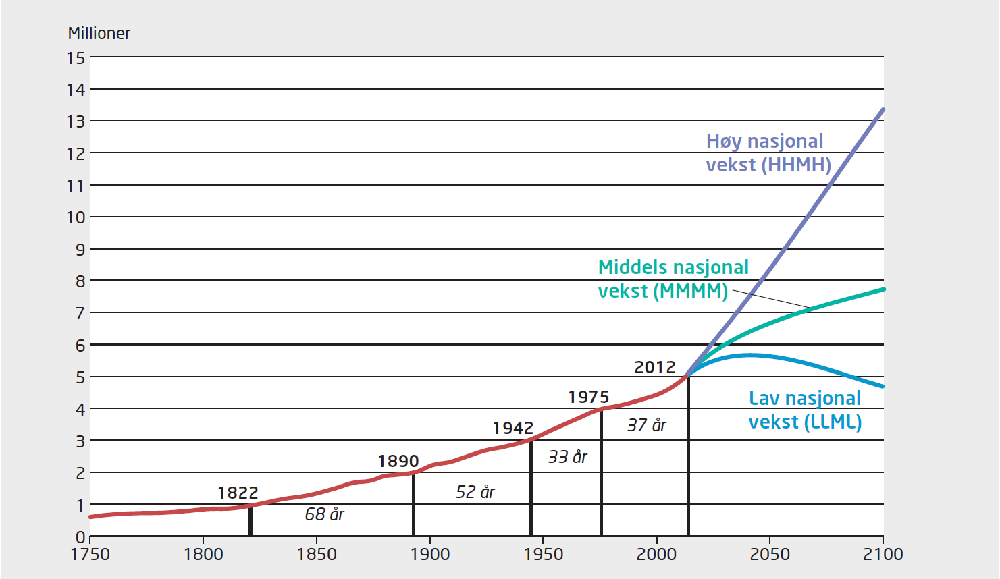 Millioner
15
14
13
12
11
10
9
8
7
6
5
4
3
2
1
0
Høy nasjonal
vekst (HHMH)
Middels nasjonal
vekst (MMMM)
Lav nasjonal
vekst (LLML)
2012
1975
1942
1890
1822
37 år
33 år
52 år
68 år
1750 1800 1850 1900 1950 2000 2050 2100